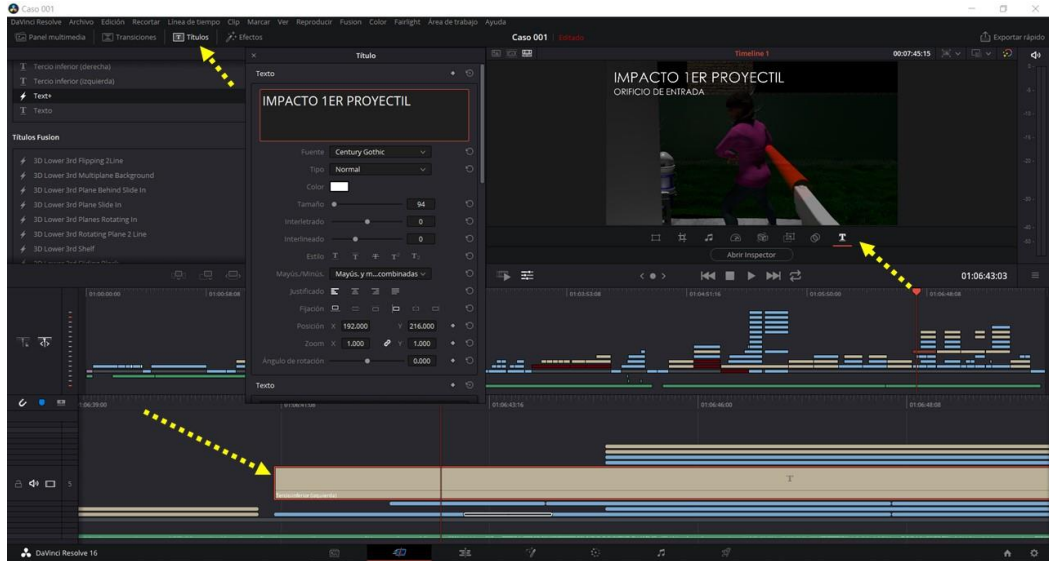 Caso 001
DaVinci Resolve Archivo Edición Recortar Línea de tiempo Clip Marcar Ver Reproducir Fusion Color Fairlight Área de trabajo Ayuda
Panel multimedia Transiciones Títulos Efectos Caso 001 Editado Exportar rápido
Título Timeline 1 00:07:45:15
Tercio inferior (derecha)
Tercio inferior (izquierda)
Text+
Texto
Títulos Fusion
3D Lower 3rd Flipping 2Line
3D Lower 3rd Multiplane Background
3D Lower 3rd Plane Behind Slide In
3D Lower 3rd Plane Slide In
3D Lower 3rd Planes Rotating In
3D Lower 3rd Rotating Plane 2 Line
3D Lower 3rd Shelf
Texto
IMPACTO 1ER PROYECTIL
Fuente Century Gothic
Tipo Normal
Color
Tamaño 94
Interletrado 0
Interlineado 0
Estilo T T T T T
Mayús./Minús. Mayús. y m...combinadas
Justificado
Fijación
Posición X 192.000 Y 216.000
Zoom X 1.000 Y 1.000
Ángulo de rotación 0.000
Texto
IMPACTO 1ER PROYECTIL
ORIFICIO DE ENTRADA
Abrir Inspector
01:06:43:03
01:00:00:00 01:00:58:08 01:03:53:08 01:04:51:16 01:05:50:00 01:06:48:08
01:06:39:00 01:06:41:08 01:06:43:16 01:06:46:00 01:06:48:08
5 T
Tercio inferior (izquierda)
DaVinci Resolve 16